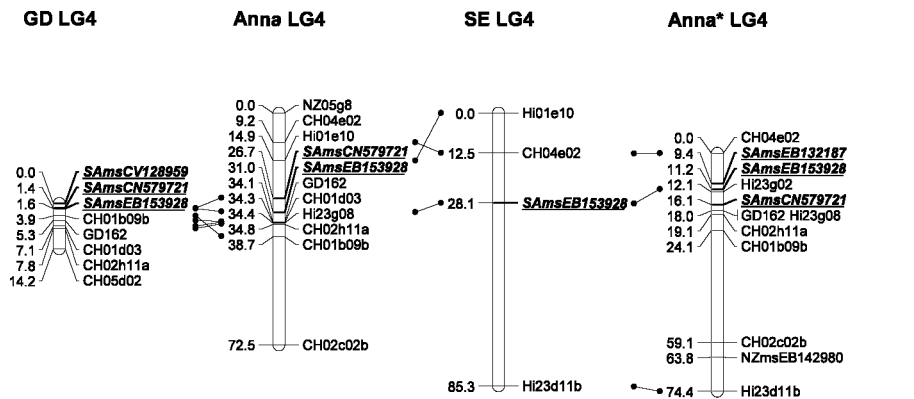 GD LG4 Anna LG4 SE LG4 Anna* LG4
0.0 SAmsCV128959
1.4 SAmsCN579721
1.6 SAmsEB153928
3.9 CH01b09b
5.3 GD162
7.1 CH01d03
7.8 CH02h11a
14.2 CH05d02
0.0 NZ05g8
9.2 CH04e02
14.9 Hi01e10
26.7 SAmsCN579721
31.0 SAmsEB153928
34.1 GD162
34.3 CH01d03
34.4 Hi23g08
34.8 CH02h11a
38.7 CH01b09b
72.5 CH02c02b
0.0 Hi01e10
12.5 CH04e02
28.1 SAmsEB153928
85.3 Hi23d11b
0.0 CH04e02
9.4 SAmsEB132187
11.2 SAmsEB153928
12.1 Hi23g02
16.1 SAmsCN579721
18.0 GD162 Hi23g08
19.1 CH02h11a
24.1 CH01b09b
59.1 CH02c02b
63.8 NZmsEB142980
74.4 Hi23d11b